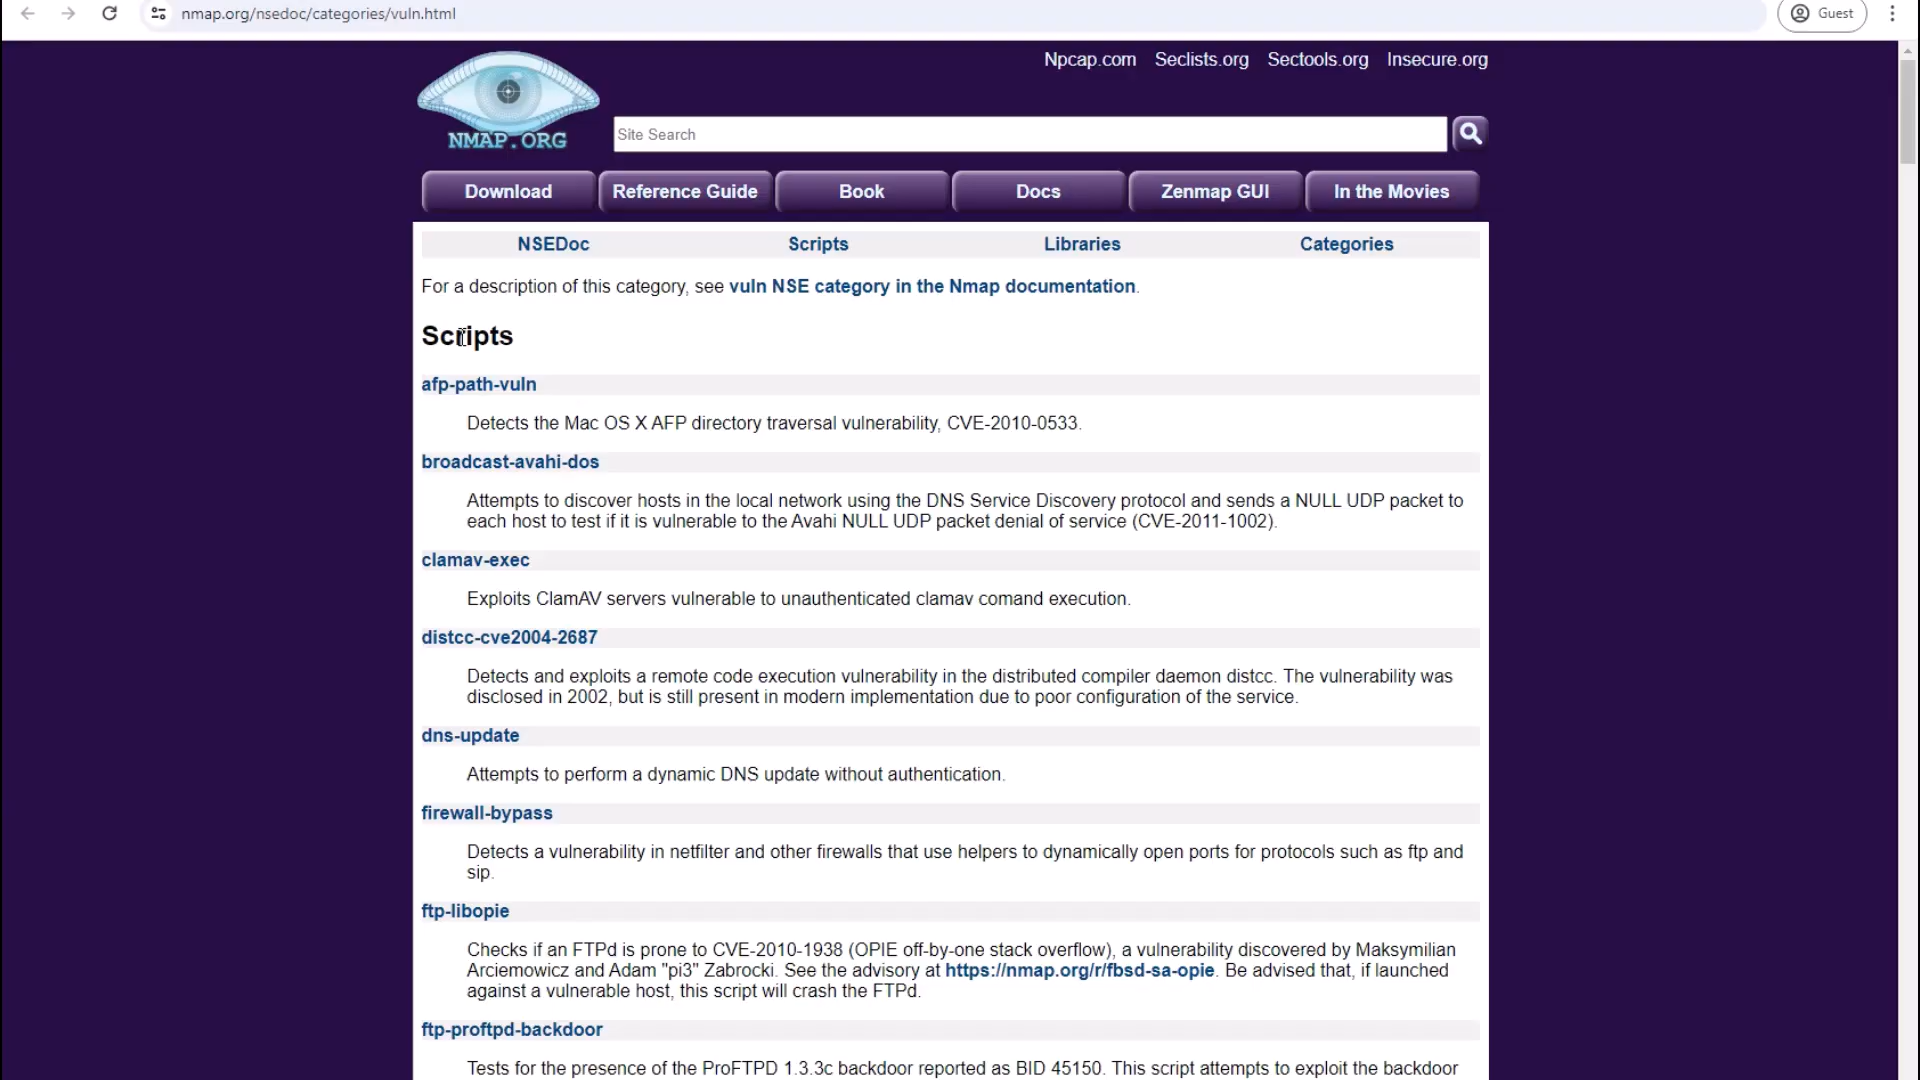 nmap.org/nsedoc/categories/vuln.html
Guest
Npcap.com Seclists.org Sectools.org Insecure.org
NMAP.ORG
Site Search
Download Reference Guide Book Docs Zenmap GUI In the Movies
NSEDoc Scripts Libraries Categories
For a description of this category, see vuln NSE category in the Nmap documentation.
Scripts
afp-path-vuln
Detects the Mac OS X AFP directory traversal vulnerability, CVE-2010-0533.
broadcast-avahi-dos
Attempts to discover hosts in the local network using the DNS Service Discovery protocol and sends a NULL UDP packet to
each host to test if it is vulnerable to the Avahi NULL UDP packet denial of service (CVE-2011-1002).
clamav-exec
Exploits ClamAV servers vulnerable to unauthenticated clamav comand execution.
distcc-cve2004-2687
Detects and exploits a remote code execution vulnerability in the distributed compiler daemon distcc. The vulnerability was
disclosed in 2002, but is still present in modern implementation due to poor configuration of the service.
dns-update
Attempts to perform a dynamic DNS update without authentication.
firewall-bypass
Detects a vulnerability in netfilter and other firewalls that use helpers to dynamically open ports for protocols such as ftp and
sip.
ftp-libopie
Checks if an FTPd is prone to CVE-2010-1938 (OPIE off-by-one stack overflow), a vulnerability discovered by Maksymilian
Arciemowicz and Adam "pi3" Zabrocki. See the advisory at https://nmap.org/r/fbsd-sa-opie. Be advised that, if launched
against a vulnerable host, this script will crash the FTPd.
ftp-proftpd-backdoor
Tests for the presence of the ProFTPD 1.3.3c backdoor reported as BID 45150. This script attempts to exploit the backdoor